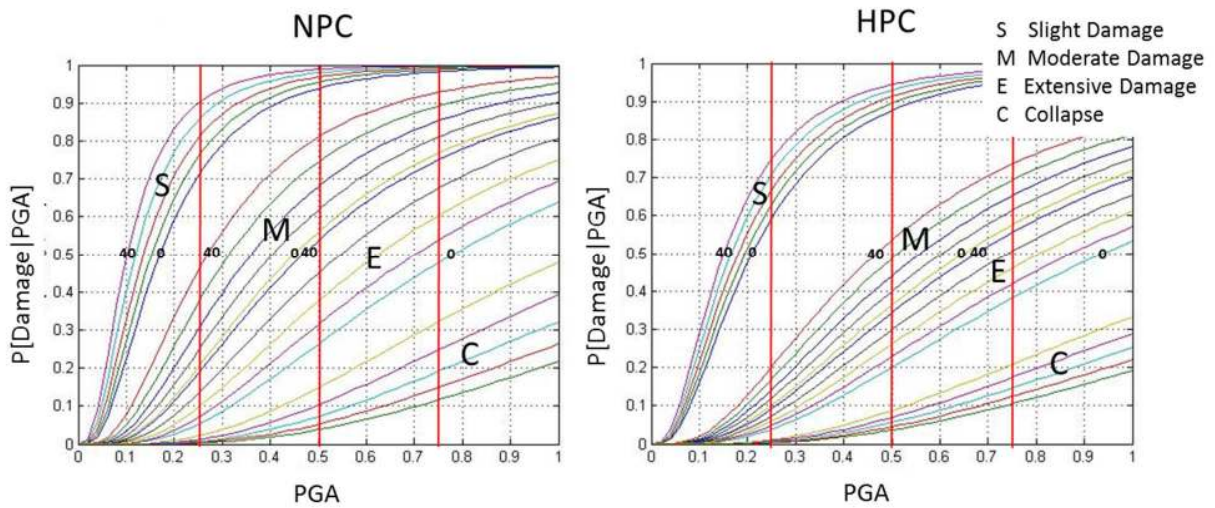 NPC
HPC
S Slight Damage
M Moderate Damage
E Extensive Damage
C Collapse
P[Damage|PGA]
1
0.9
0.8
0.7
0.6
0.5
0.4
0.3
0.2
0.1
0
S
M
E
C
40 0 40 0 40 0
0 0.1 0.2 0.3 0.4 0.5 0.6 0.7 0.8 0.9 1
PGA
P[Damage|PGA]
1
0.9
0.8
0.7
0.6
0.5
0.4
0.3
0.2
0.1
0
S
M
E
C
40 0 40 0 40 0
0 0.1 0.2 0.3 0.4 0.5 0.6 0.7 0.8 0.9 1
PGA